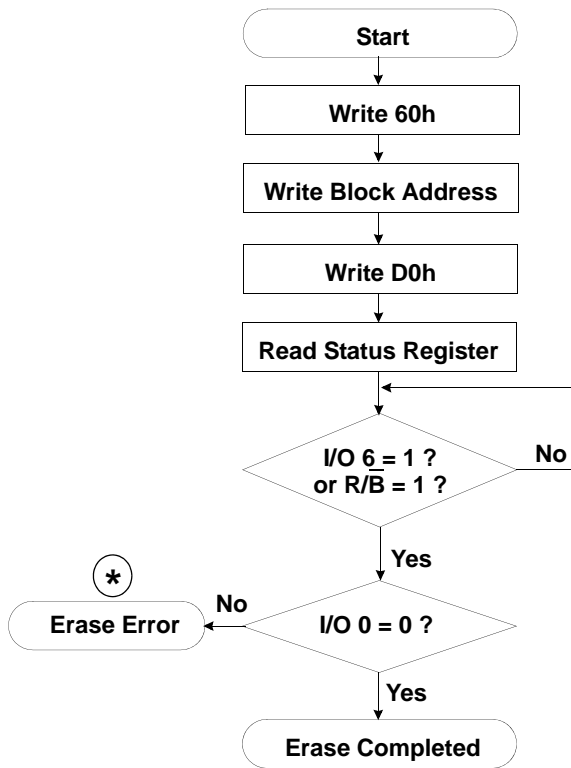 Start
Write 60h
Write Block Address
Write D0h
Read Status Register
I/O 6 = 1 ?
or R/B̅ = 1 ?
No
Yes
*
No
Erase Error
I/O 0 = 0 ?
Yes
Erase Completed